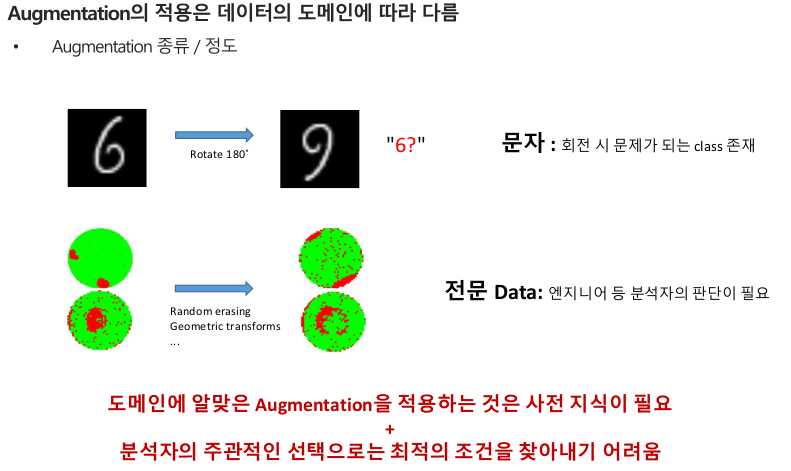 Augmentation의 적용은 데이터의 도메인에 따라 다름
• Augmentation 종류 / 정도
6
Rotate 180˚
9
"6?"
문자 : 회전 시 문제가 되는 class 존재
Random erasing
Geometric transforms
...
전문 Data: 엔지니어 등 분석자의 판단이 필요
도메인에 알맞은 Augmentation을 적용하는 것은 사전 지식이 필요
+
분석자의 주관적인 선택으로는 최적의 조건을 찾아내기 어려움